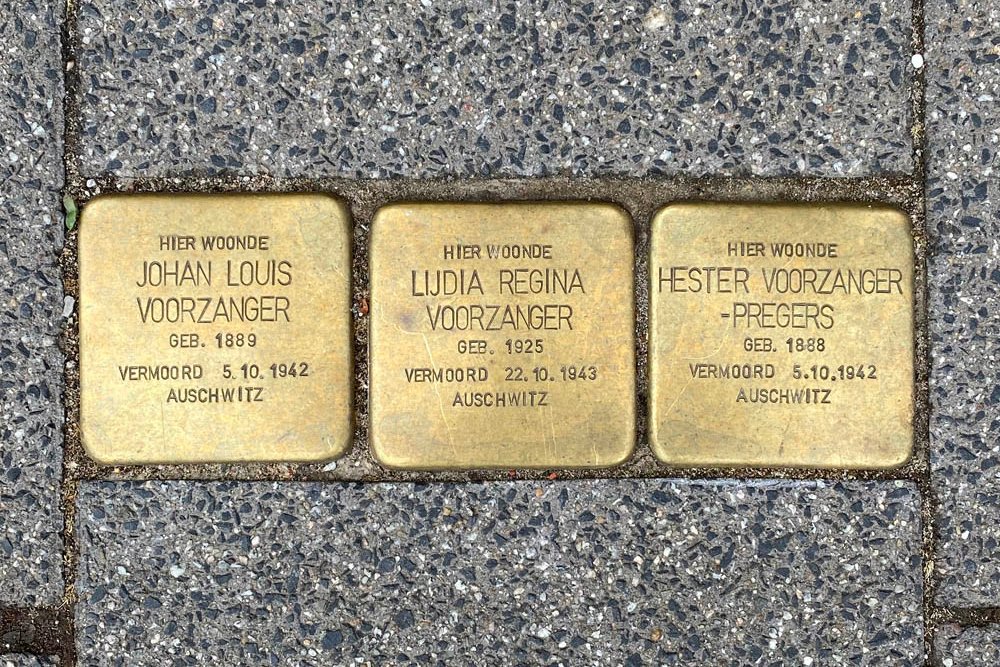 HIER WOONDE
JOHAN LOUIS
VOORZANGER
GEB. 1889
VERMOORD 5.10.1942
AUSCHWITZ
HIER WOONDE
LIJDIA REGINA
VOORZANGER
GEB. 1925
VERMOORD 22.10.1943
AUSCHWITZ
HIER WOONDE
HESTER VOORZANGER
-PREGERS
GEB. 1888
VERMOORD 5.10.1942
AUSCHWITZ